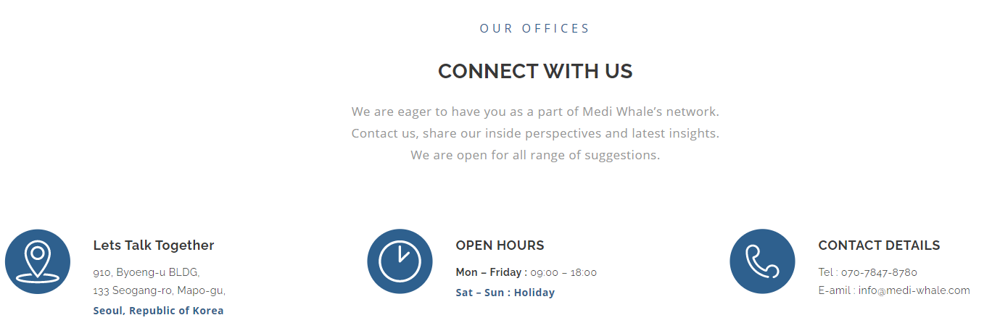 OUR OFFICES
CONNECT WITH US
We are eager to have you as a part of Medi Whale’s network.
Contact us, share our inside perspectives and latest insights.
We are open for all range of suggestions.
Lets Talk Together
910, Byoeng-u BLDG,
133 Seogang-ro, Mapo-gu,
Seoul, Republic of Korea
OPEN HOURS
Mon – Friday : 09:00 – 18:00
Sat – Sun : Holiday
CONTACT DETAILS
Tel : 070-7847-8780
E-amil : info@medi-whale.com